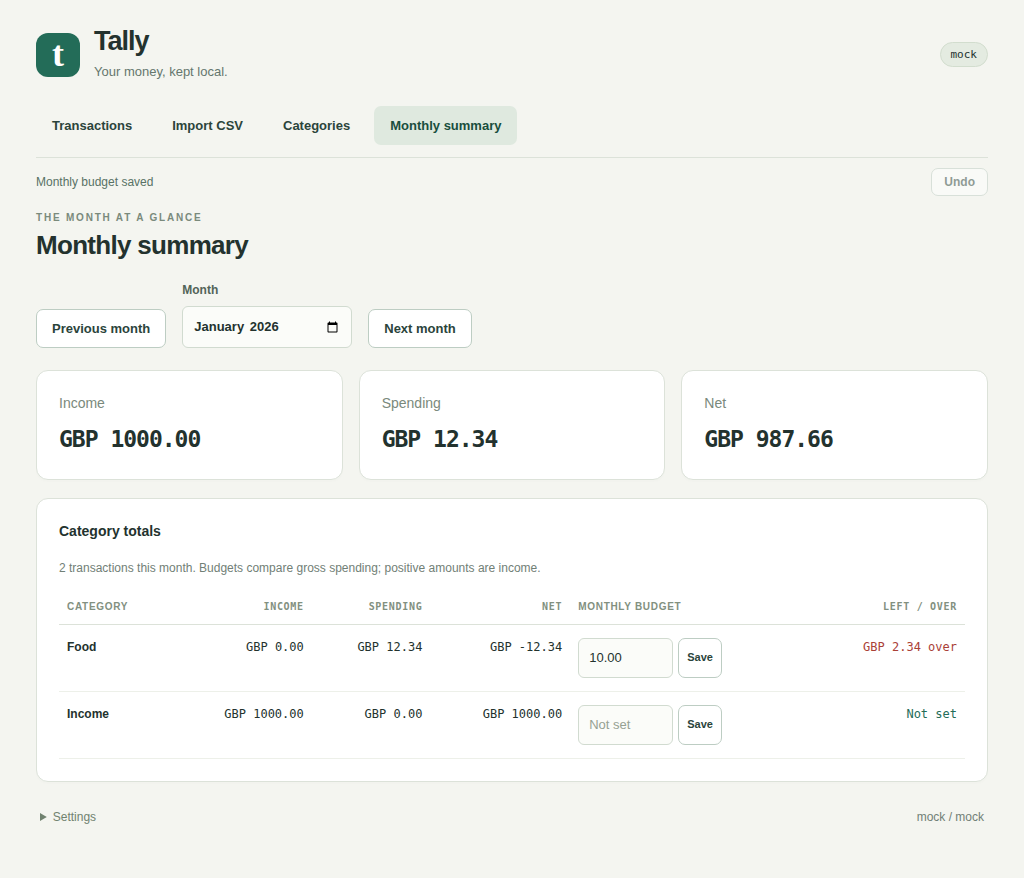 t
Tally
Your money, kept local.
mock
Transactions Import CSV Categories Monthly summary
Monthly budget saved Undo
THE MONTH AT A GLANCE
Monthly summary
Month
Previous month January 2026 Next month
Income Spending Net
GBP 1000.00 GBP 12.34 GBP 987.66
Category totals
2 transactions this month. Budgets compare gross spending; positive amounts are income.
CATEGORY INCOME SPENDING NET MONTHLY BUDGET LEFT / OVER
Food GBP 0.00 GBP 12.34 GBP -12.34 10.00 Save GBP 2.34 over
Income GBP 1000.00 GBP 0.00 GBP 1000.00 Not set Save Not set
Settings mock / mock